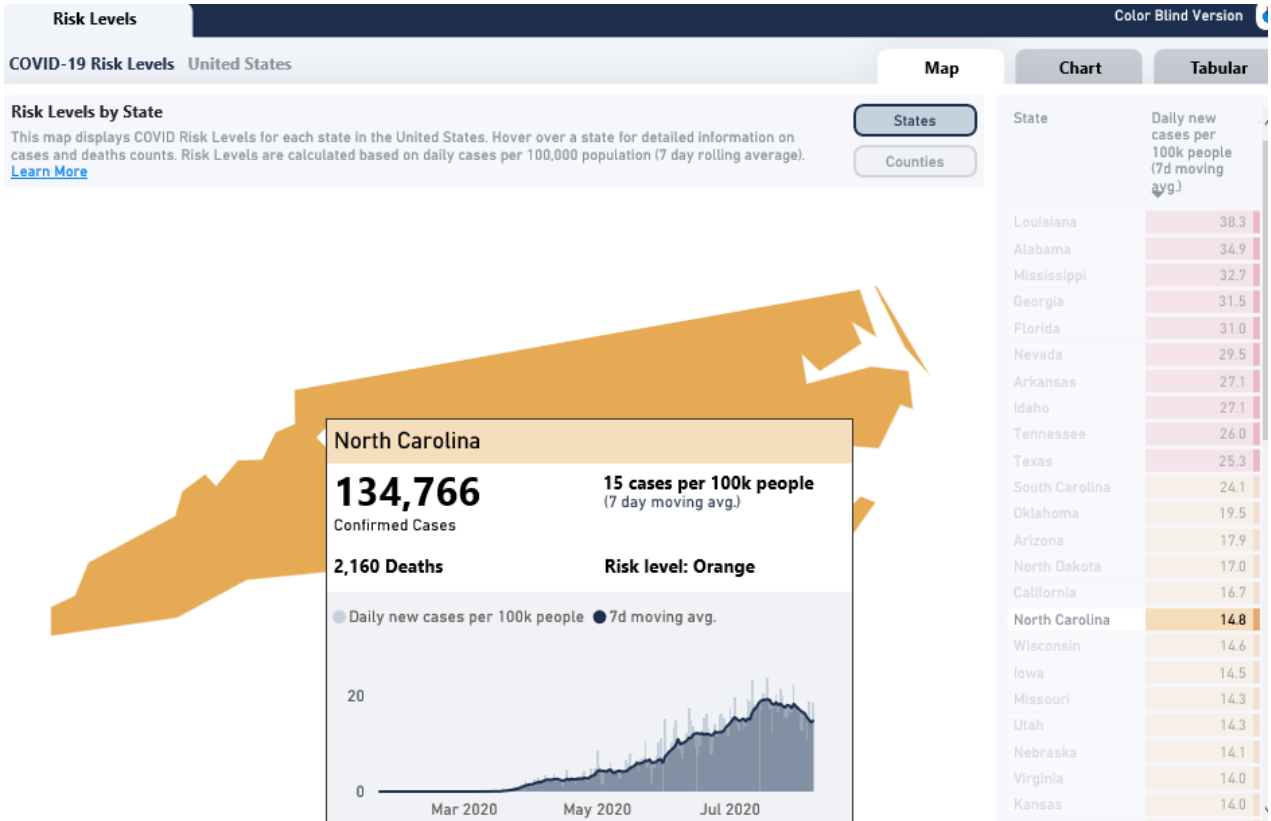 Risk Levels
Color Blind Version
COVID-19 Risk Levels United States
Map
Chart
Tabular
Risk Levels by State
This map displays COVID Risk Levels for each state in the United States. Hover over a state for detailed information on
cases and deaths counts. Risk Levels are calculated based on daily cases per 100,000 population (7 day rolling average).
Learn More
States
Counties
North Carolina
134,766
Confirmed Cases
15 cases per 100k people
(7 day moving avg.)
2,160 Deaths
Risk level: Orange
Daily new cases per 100k people 7d moving avg.
20
0
Mar 2020 May 2020 Jul 2020
State
Daily new
cases per
100k people
(7d moving
avg.)
Louisiana 38.3
Alabama 34.9
Mississippi 32.7
Georgia 31.5
Florida 31.0
Nevada 29.5
Arkansas 27.1
Idaho 27.1
Tennessee 26.0
Texas 25.3
South Carolina 24.1
Oklahoma 19.5
Arizona 17.9
North Dakota 17.0
California 16.7
North Carolina 14.8
Wisconsin 14.6
Iowa 14.5
Missouri 14.3
Utah 14.3
Nebraska 14.1
Virginia 14.0
Kansas 14.0